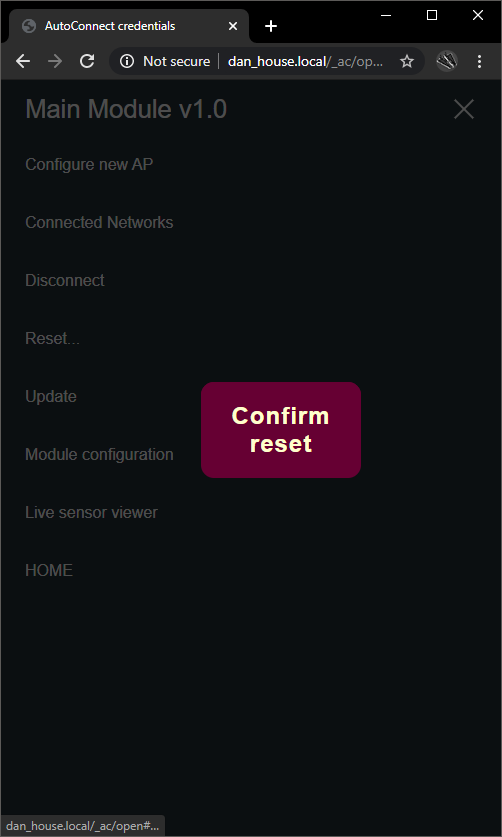 AutoConnect credentials
Not secure | dan_house.local/_ac/op...
Main Module v1.0
Configure new AP
Connected Networks
Disconnect
Reset...
Update
Confirm
reset
Module configuration
Live sensor viewer
HOME
dan_house.local/_ac/open#...